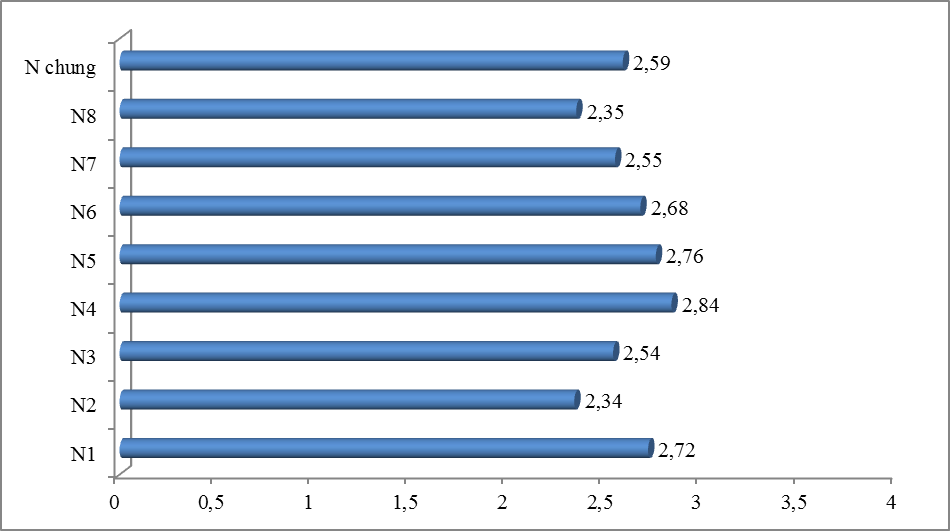 N chung 2,59
N8 2,35
N7 2,55
N6 2,68
N5 2,76
N4 2,84
N3 2,54
N2 2,34
N1 2,72
0 0,5 1 1,5 2 2,5 3 3,5 4